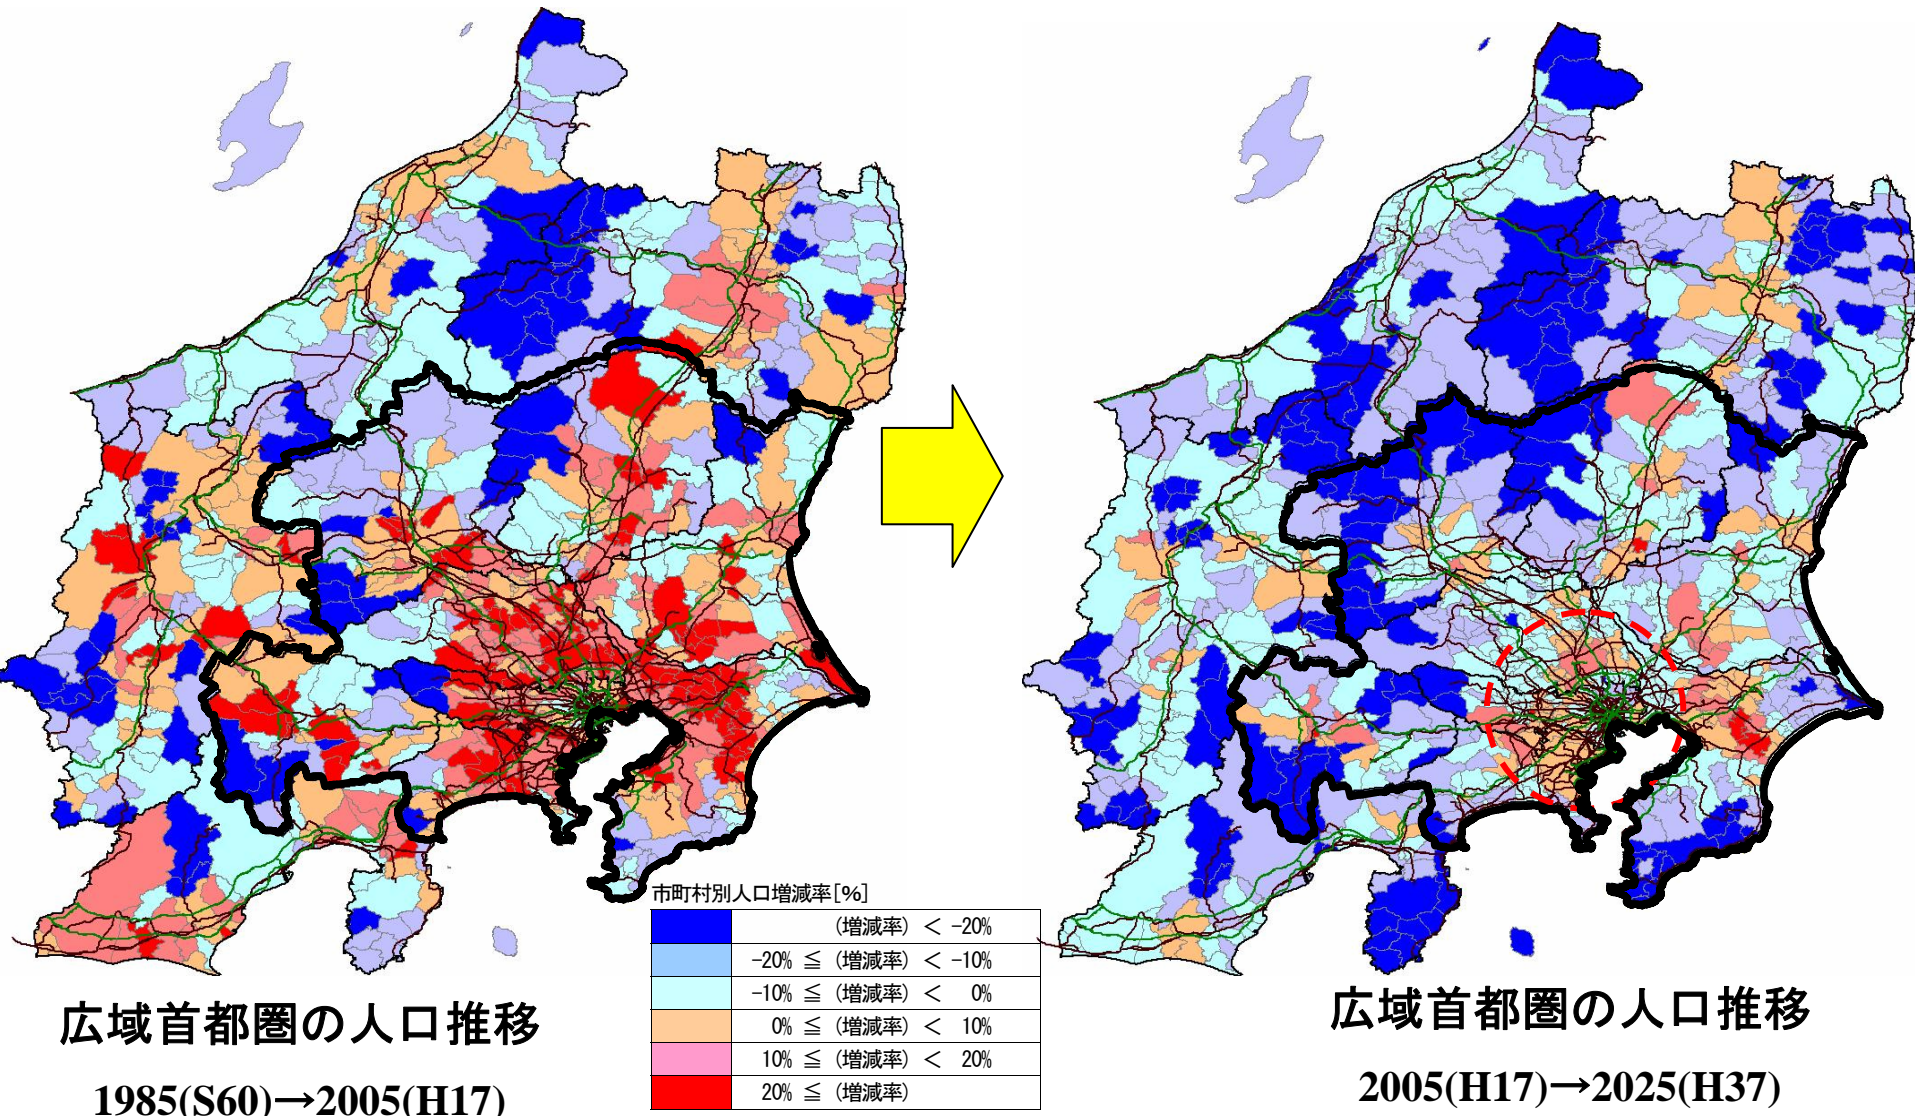 市町村別人口増減率[%]
(増減率) < -20%
-20% ≦ (増減率) < -10%
-10% ≦ (増減率) < 0%
0% ≦ (増減率) < 10%
10% ≦ (増減率) < 20%
20% ≦ (増減率)
広域首都圏の人口推移
1985(S60)→2005(H17)
広域首都圏の人口推移
2005(H17)→2025(H37)